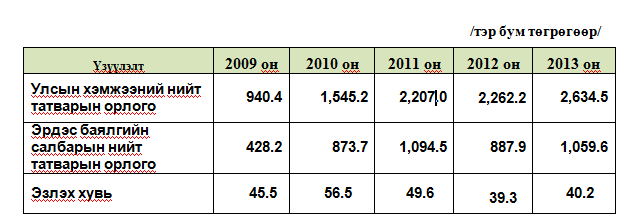 /тэр бум төгрөгөөр/
Үзүүлэлт 2009 он 2010 он 2011 он 2012 он 2013 он
Улсын хэмжээний нийт
татварын орлого 940.4 1,545.2 2,207.0 2,262.2 2,634.5
Эрдэс баялгийн
салбарын нийт
татварын орлого 428.2 873.7 1,094.5 887.9 1,059.6
Эзлэх хувь 45.5 56.5 49.6 39.3 40.2